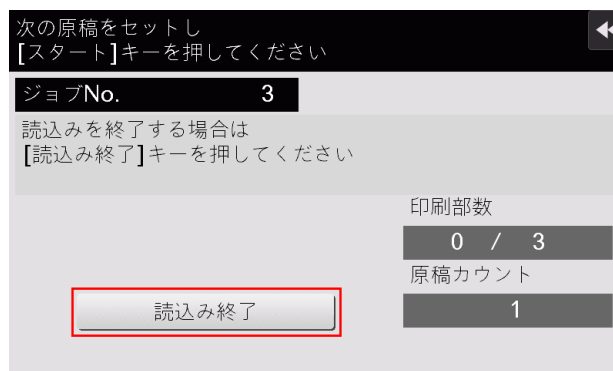 次の原稿をセットし
[スタート]キーを押してください
ジョブNo. 3
読込みを終了する場合は
[読込み終了]キーを押してください
印刷部数
0 / 3
原稿カウント
1
読込み終了